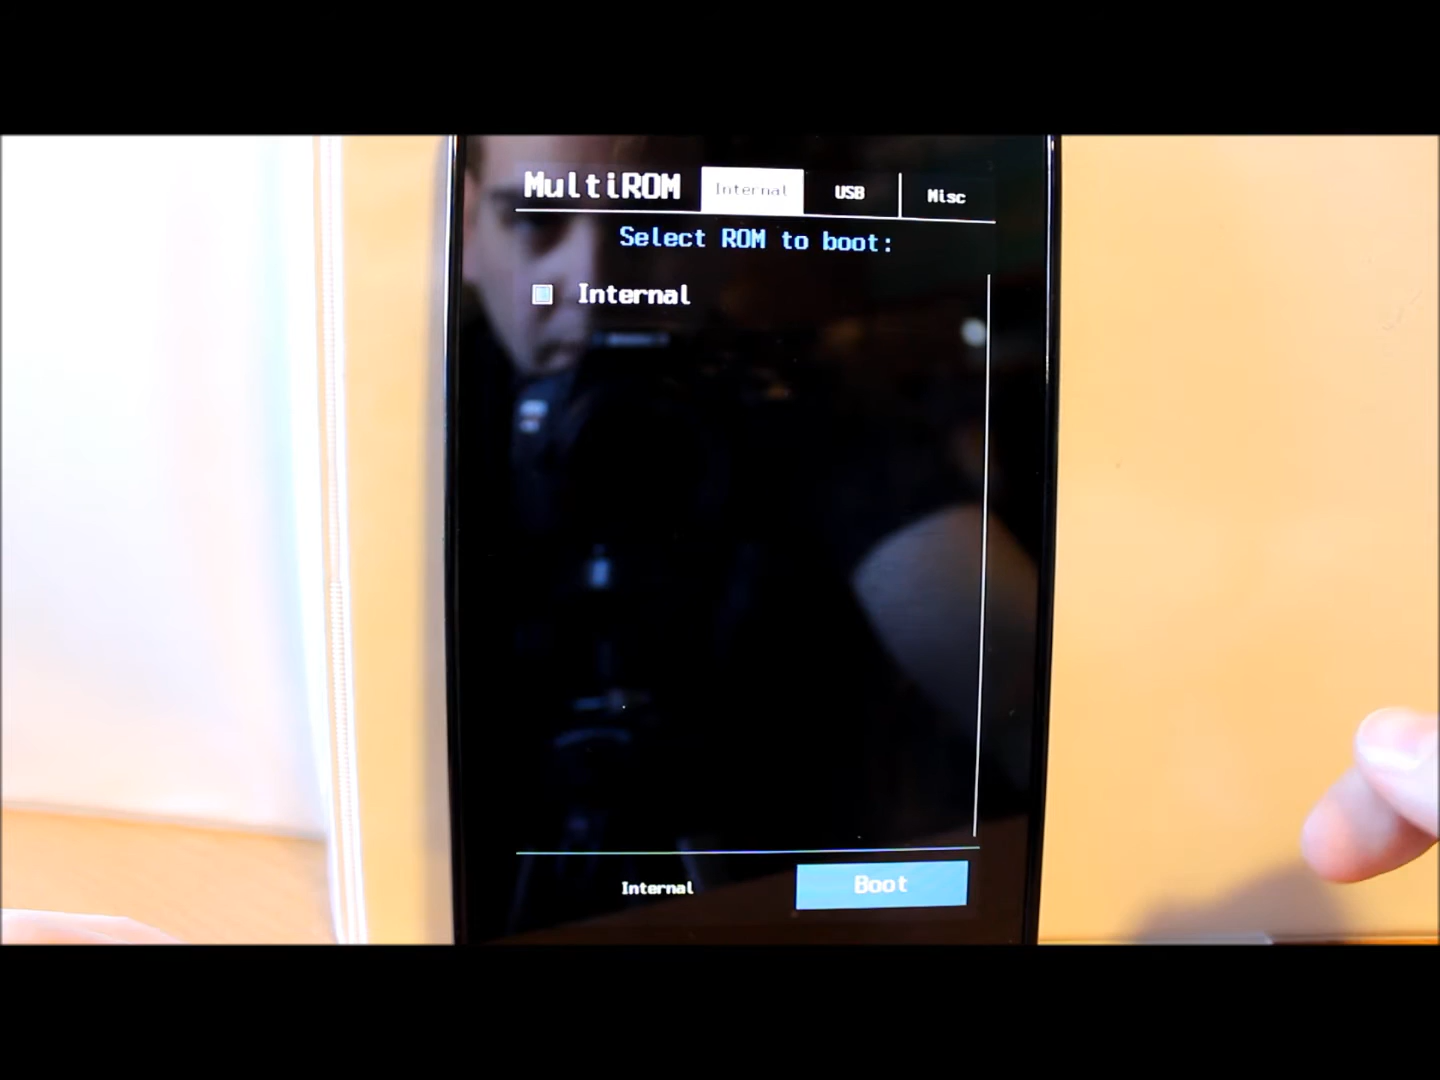 MultiROM Internal USB Misc
Select ROM to boot:
Internal
Internal Boot